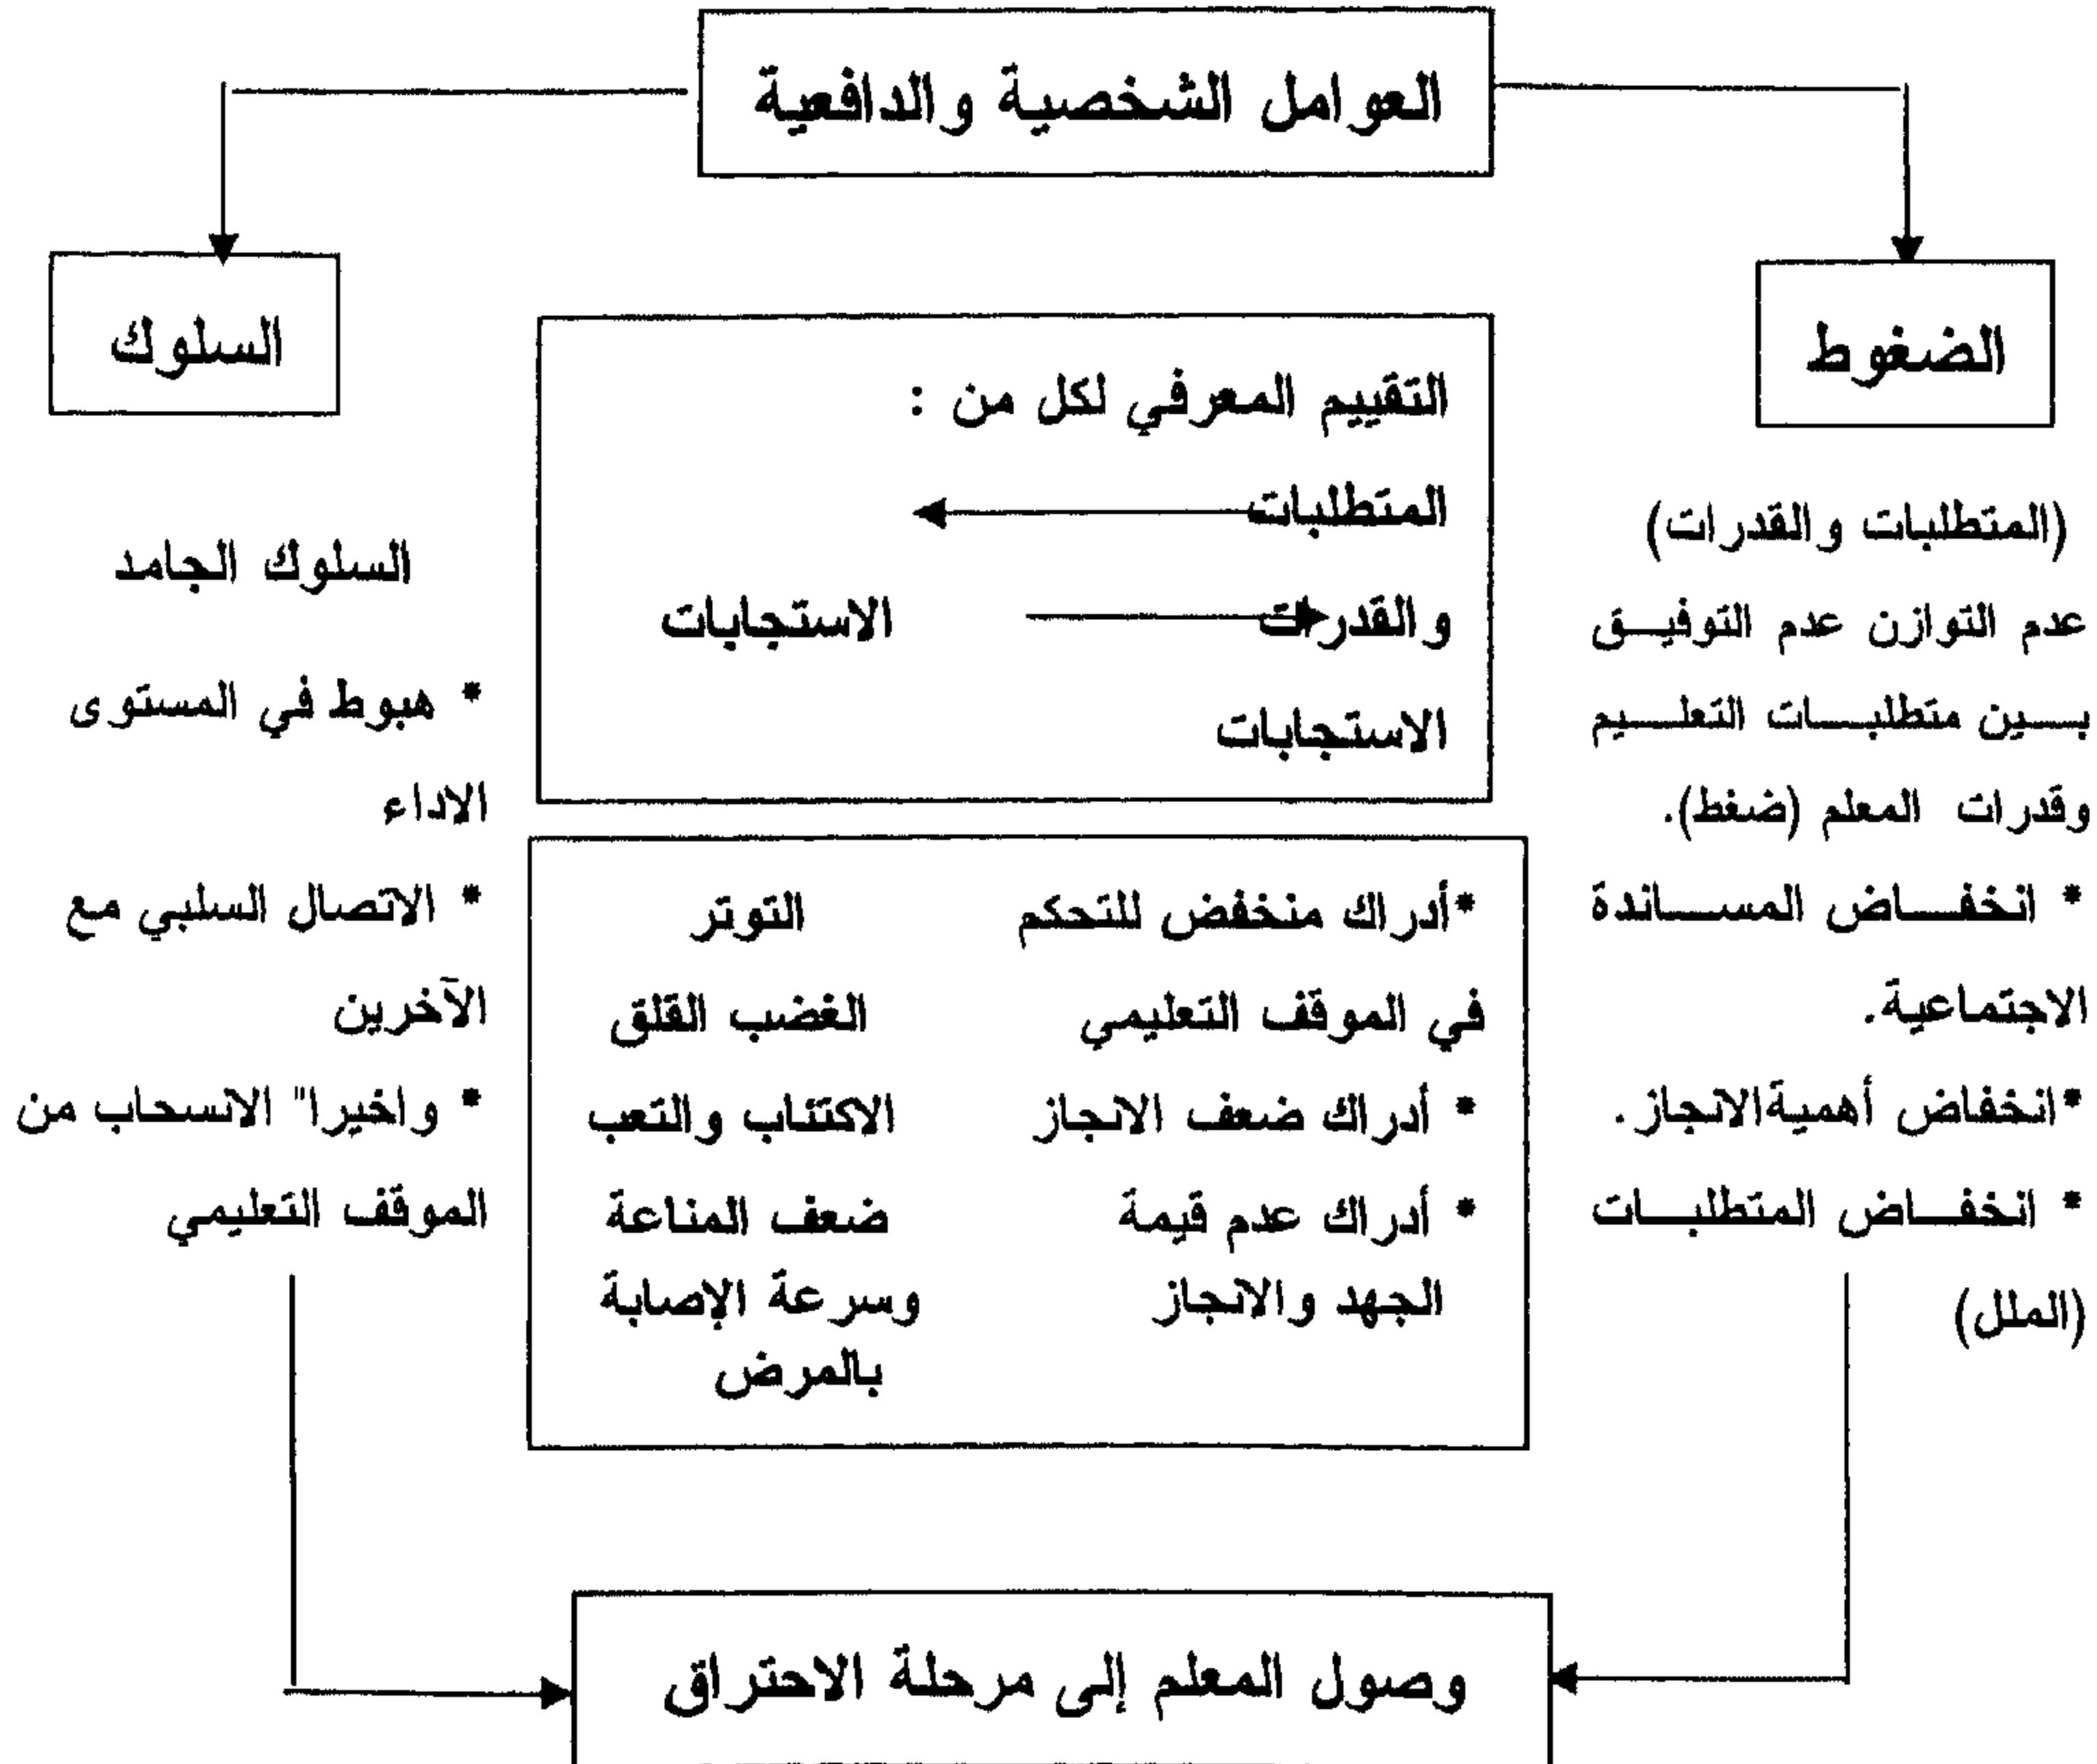 العوامل الشخصية والدافعية
الضغوط
(المتطلبات والقدرات)
عدم التوازن عدم التوفيق
بين متطلبات التعليم
وقدرات المعلم (ضغط).
* انخفاض المساندة
الاجتماعية.
*انخفاض أهمية الانجاز.
* انخفاض المتطلبات
(الملل)
التقييم المعرفي لكل من :
المتطلبات
والقدرات
الاستجابات
الاستجابات
*أدراك منخفض للتحكم
في الموقف التعليمي
* أدراك ضعف الانجاز
* أدراك عدم قيمة
الجهد والانجاز
التوتر
الغضب القلق
الاكتئاب والتعب
ضعف المناعة
وسرعة الإصابة
بالمرض
السلوك
السلوك الجامد
* هبوط في المستوى
الاداء
* الاتصال السلبي مع
الآخرين
* واخيرا" الانسحاب من
الموقف التعليمي
وصول المعلم إلى مرحلة الاحتراق